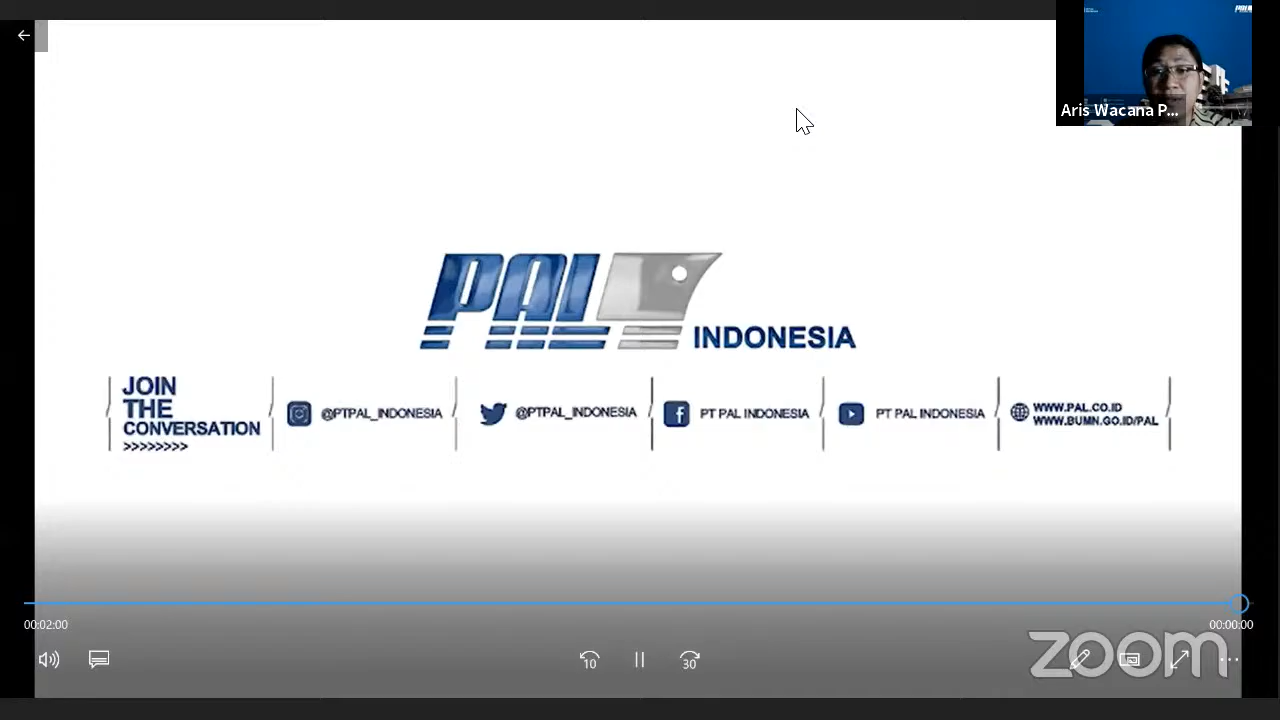 PAL
Aris Wacana P...
PAL
INDONESIA
JOIN
THE
CONVERSATION
>>>>>>>>
@PTPAL_INDONESIA
@PTPAL_INDONESIA
PT PAL INDONESIA
PT PAL INDONESIA
WWW.PAL.CO.ID
WWW.BUMN.GO.ID/PAL
00:02:00
00:00:00
10
30
zoom